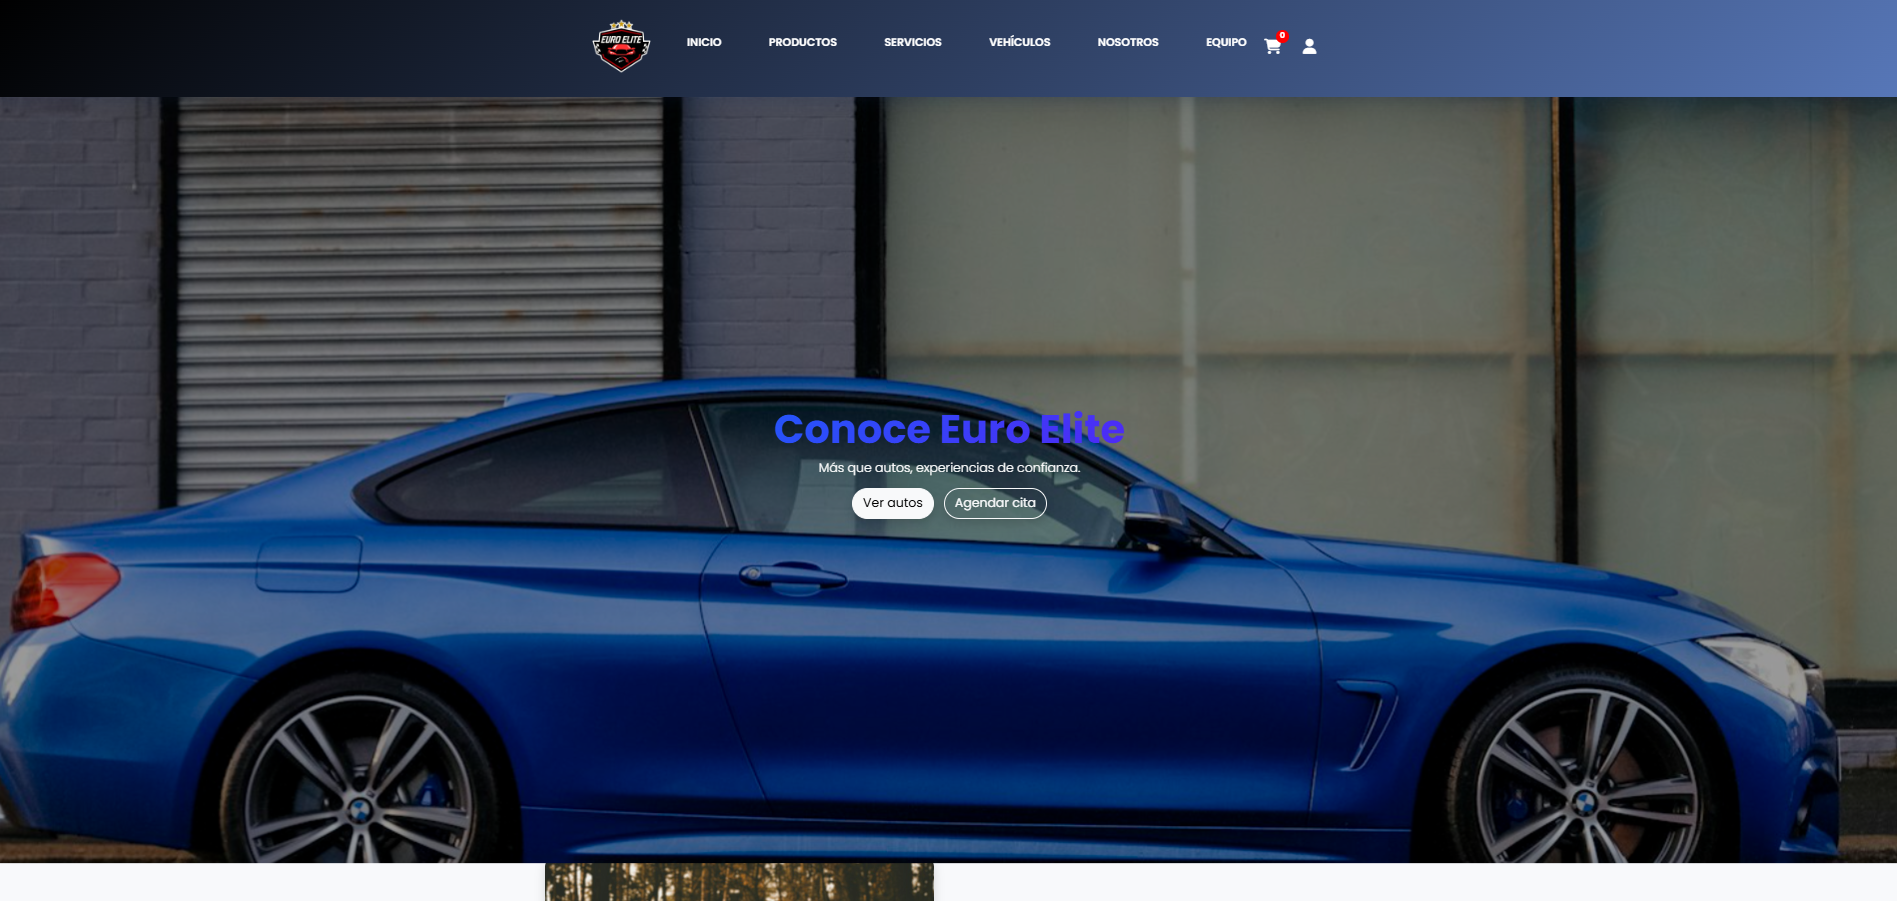 EURO ELITE
INICIO
PRODUCTOS
SERVICIOS
VEHÍCULOS
NOSOTROS
EQUIPO
0
Conoce Euro Elite
Más que autos, experiencias de confianza.
Ver autos
Agendar cita